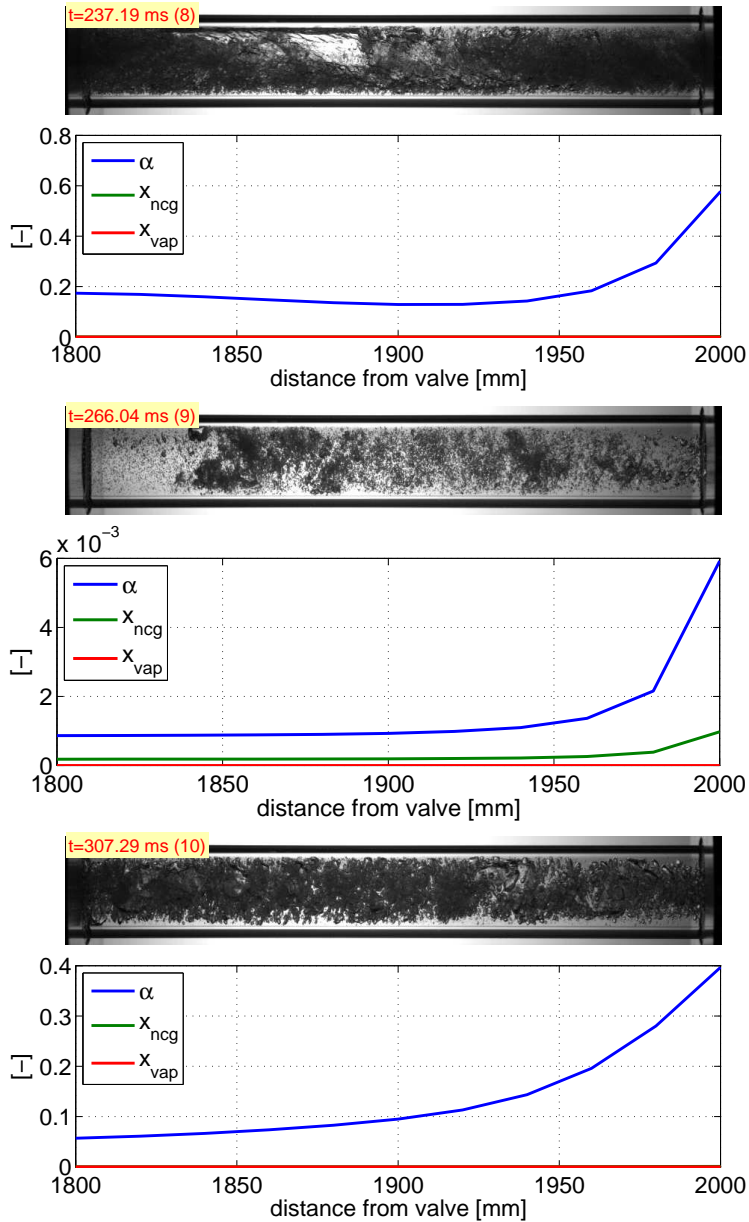 t=237.19 ms (8)
0.8
0.6
0.4
0.2
0
[−]
α
x_ncg
x_vap
1800 1850 1900 1950 2000
distance from valve [mm]
t=266.04 ms (9)
x 10^−3
6
4
2
0
[−]
α
x_ncg
x_vap
1800 1850 1900 1950 2000
distance from valve [mm]
t=307.29 ms (10)
0.4
0.3
0.2
0.1
0
[−]
α
x_ncg
x_vap
1800 1850 1900 1950 2000
distance from valve [mm]